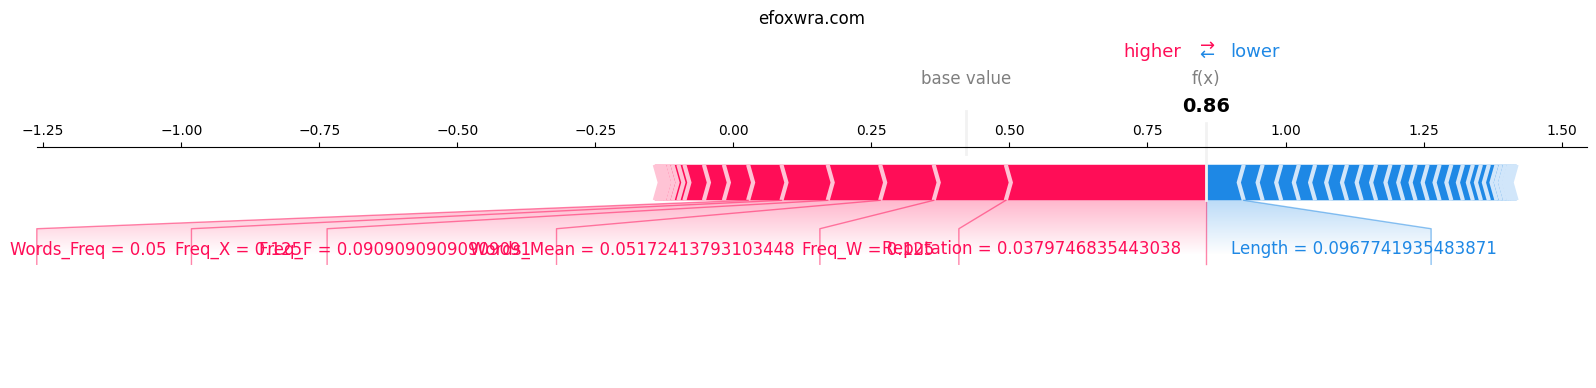 efoxwra.com
higher ⇄ lower
base value f(x)
0.86
−1.25 −1.00 −0.75 −0.50 −0.25 0.00 0.25 0.50 0.75 1.00 1.25 1.50
Words_Freq = 0.05 Freq_X = 0.125 Freq_F = 0.09090909090909091 Words_Mean = 0.05172413793103448 Freq_W = 0.125 Reputation = 0.0379746835443038 Length = 0.0967741935483871